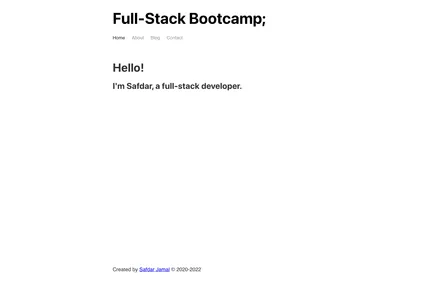 Full-Stack Bootcamp;
Home About Blog Contact
Hello!
I'm Safdar, a full-stack developer.
Created by Safdar Jamal © 2020-2022